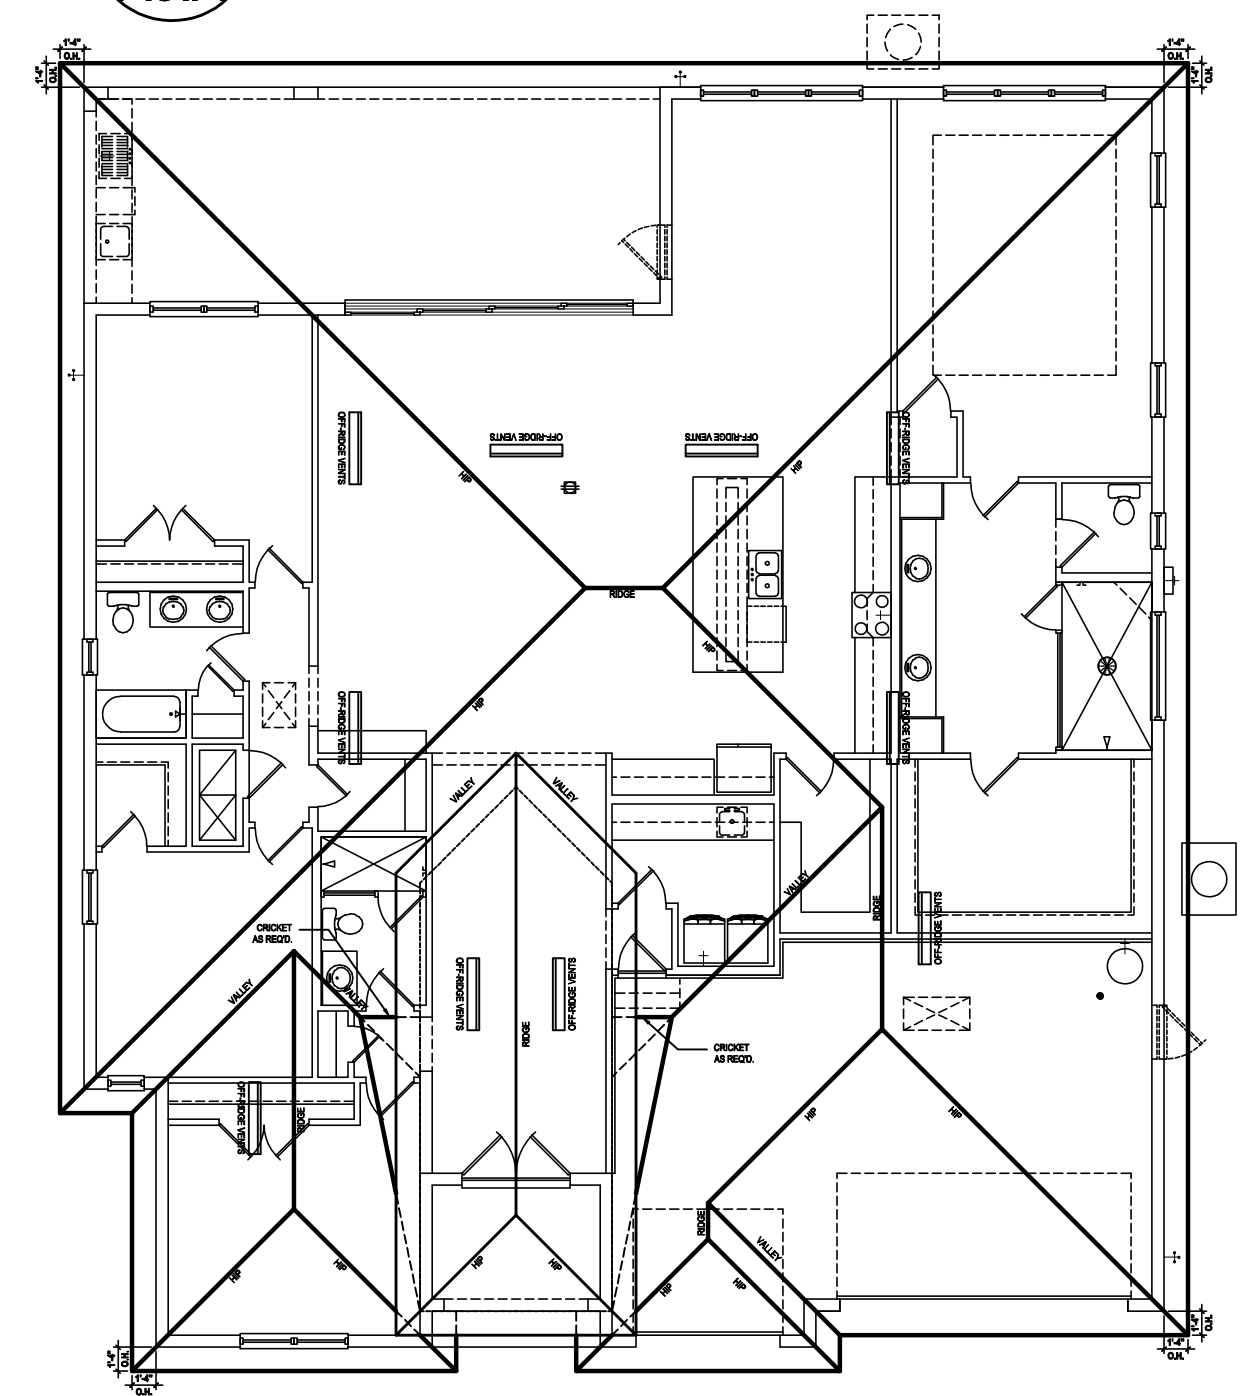 1'-4"
O.H.
1'-4"
O.H.
1'-4"
O.H.
1'-4"
O.H.
OFF-RIDGE VENTS
OFF-RIDGE VENTS
OFF-RIDGE VENTS
OFF-RIDGE VENTS
HIP
HIP
RIDGE
HIP
HIP
OFF-RIDGE VENTS
OFF-RIDGE VENTS
VALLEY
VALLEY
VALLEY
RIDGE
CRICKET
AS REQ'D.
OFF-RIDGE VENTS
VALLEY
VALLEY
OFF-RIDGE VENTS
OFF-RIDGE VENTS
RIDGE
CRICKET
AS REQ'D.
OFF-RIDGE VENTS
RIDGE
HIP
HIP
RIDGE
VALLEY
HIP
HIP
HIP
HIP
HIP
HIP
1'-4"
O.H.
1'-4"
O.H.
1'-4"
O.H.
1'-4"
O.H.